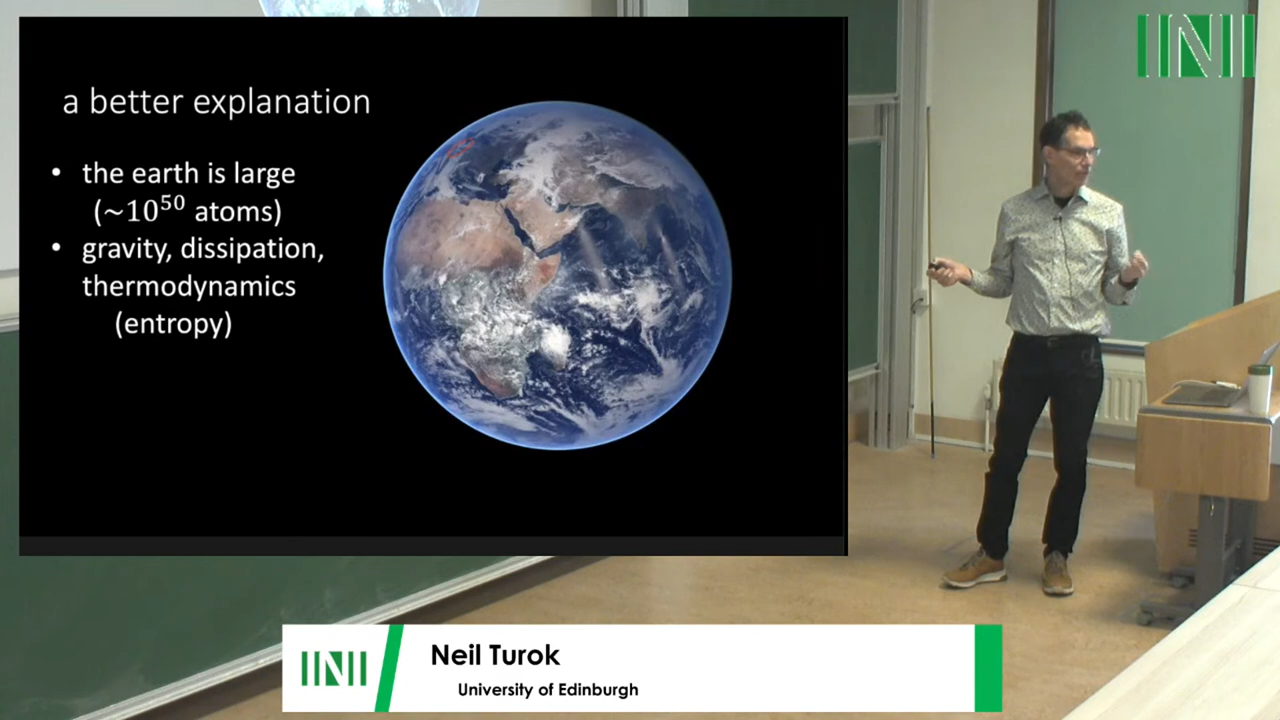 a better explanation
• the earth is large
(~10⁵⁰ atoms)
• gravity, dissipation,
thermodynamics
(entropy)
INI
INI
Neil Turok
University of Edinburgh